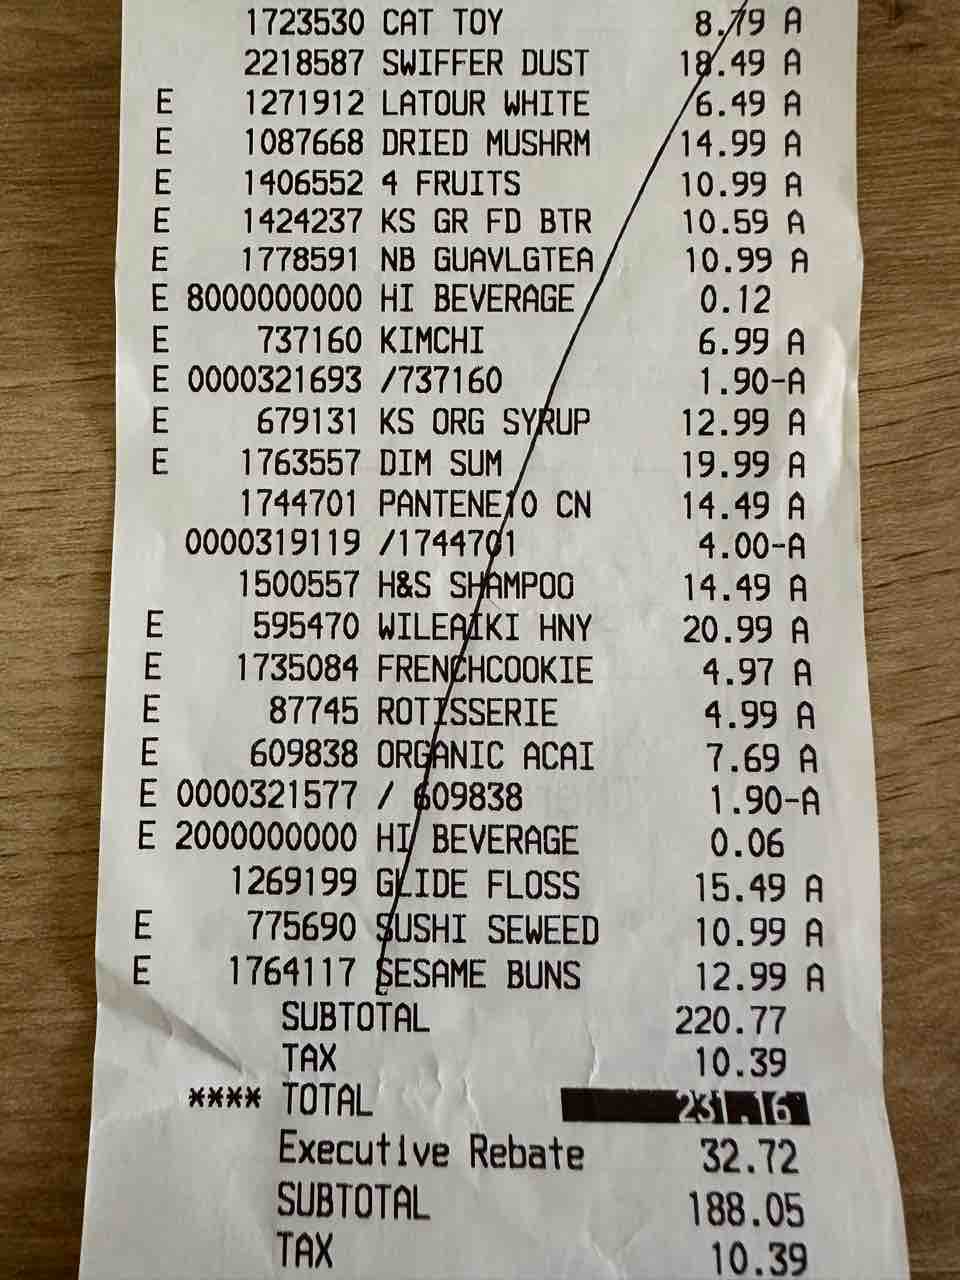 1723530 CAT TOY 8.79 A
2218587 SWIFFER DUST 18.49 A
E 1271912 LATOUR WHITE 6.49 A
E 1087668 DRIED MUSHRM 14.99 A
E 1406552 4 FRUITS 10.99 A
E 1424237 KS GR FD BTR 10.59 A
E 1778591 NB GUAVLGTEA 10.99 A
E 8000000000 HI BEVERAGE 0.12
E 737160 KIMCHI 6.99 A
E 0000321693 /737160 1.90-A
E 679131 KS ORG SYRUP 12.99 A
E 1763557 DIM SUM 19.99 A
1744701 PANTENE10 CN 14.49 A
0000319119 /1744701 4.00-A
1500557 H&S SHAMPOO 14.49 A
E 595470 WILEAIKI HNY 20.99 A
E 1735084 FRENCHCOOKIE 4.97 A
E 87745 ROTISSERIE 4.99 A
E 609838 ORGANIC ACAI 7.69 A
E 0000321577 / 609838 1.90-A
E 2000000000 HI BEVERAGE 0.06
1269199 GLIDE FLOSS 15.49 A
E 775690 SUSHI SEWEED 10.99 A
E 1764117 SESAME BUNS 12.99 A
SUBTOTAL 220.77
TAX 10.39
**** TOTAL 231.16
Executive Rebate 32.72
SUBTOTAL 188.05
TAX 10.39